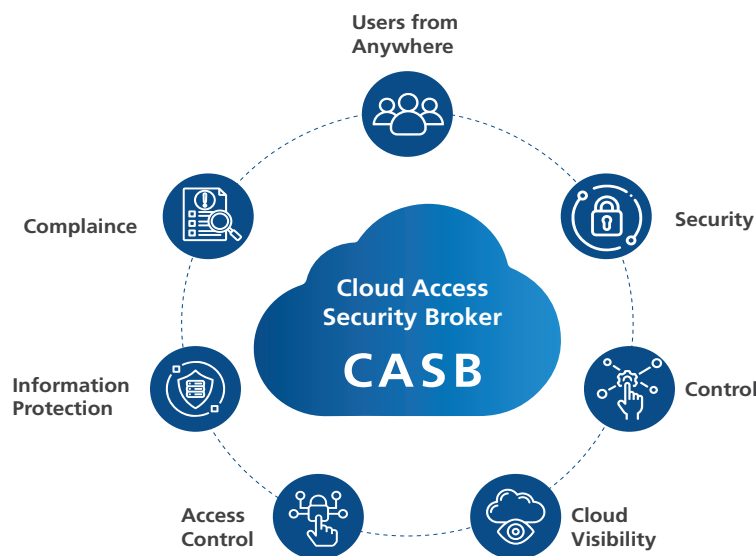 Users from
Anywhere
Complaince
Security
Cloud Access
Security Broker
CASB
Information
Protection
Control
Access
Control
Cloud
Visibility